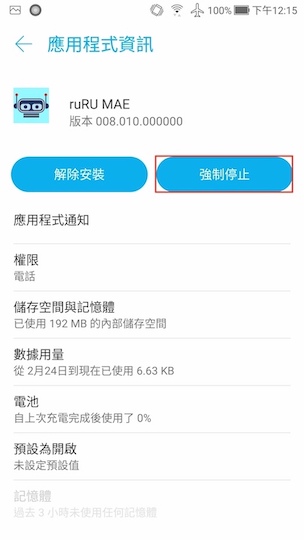 100% 下午12:15
應用程式資訊
ruRU MAE
版本 008.010.000000
解除安裝
強制停止
應用程式通知
權限
電話
儲存空間與記憶體
已使用 192 MB 的內部儲存空間
數據用量
從 2月24日到現在已使用 6.63 KB
電池
自上次充電完成後使用了 0%
預設為開啟
未設定預設值
記憶體
過去 3 小時未使用任何記憶體